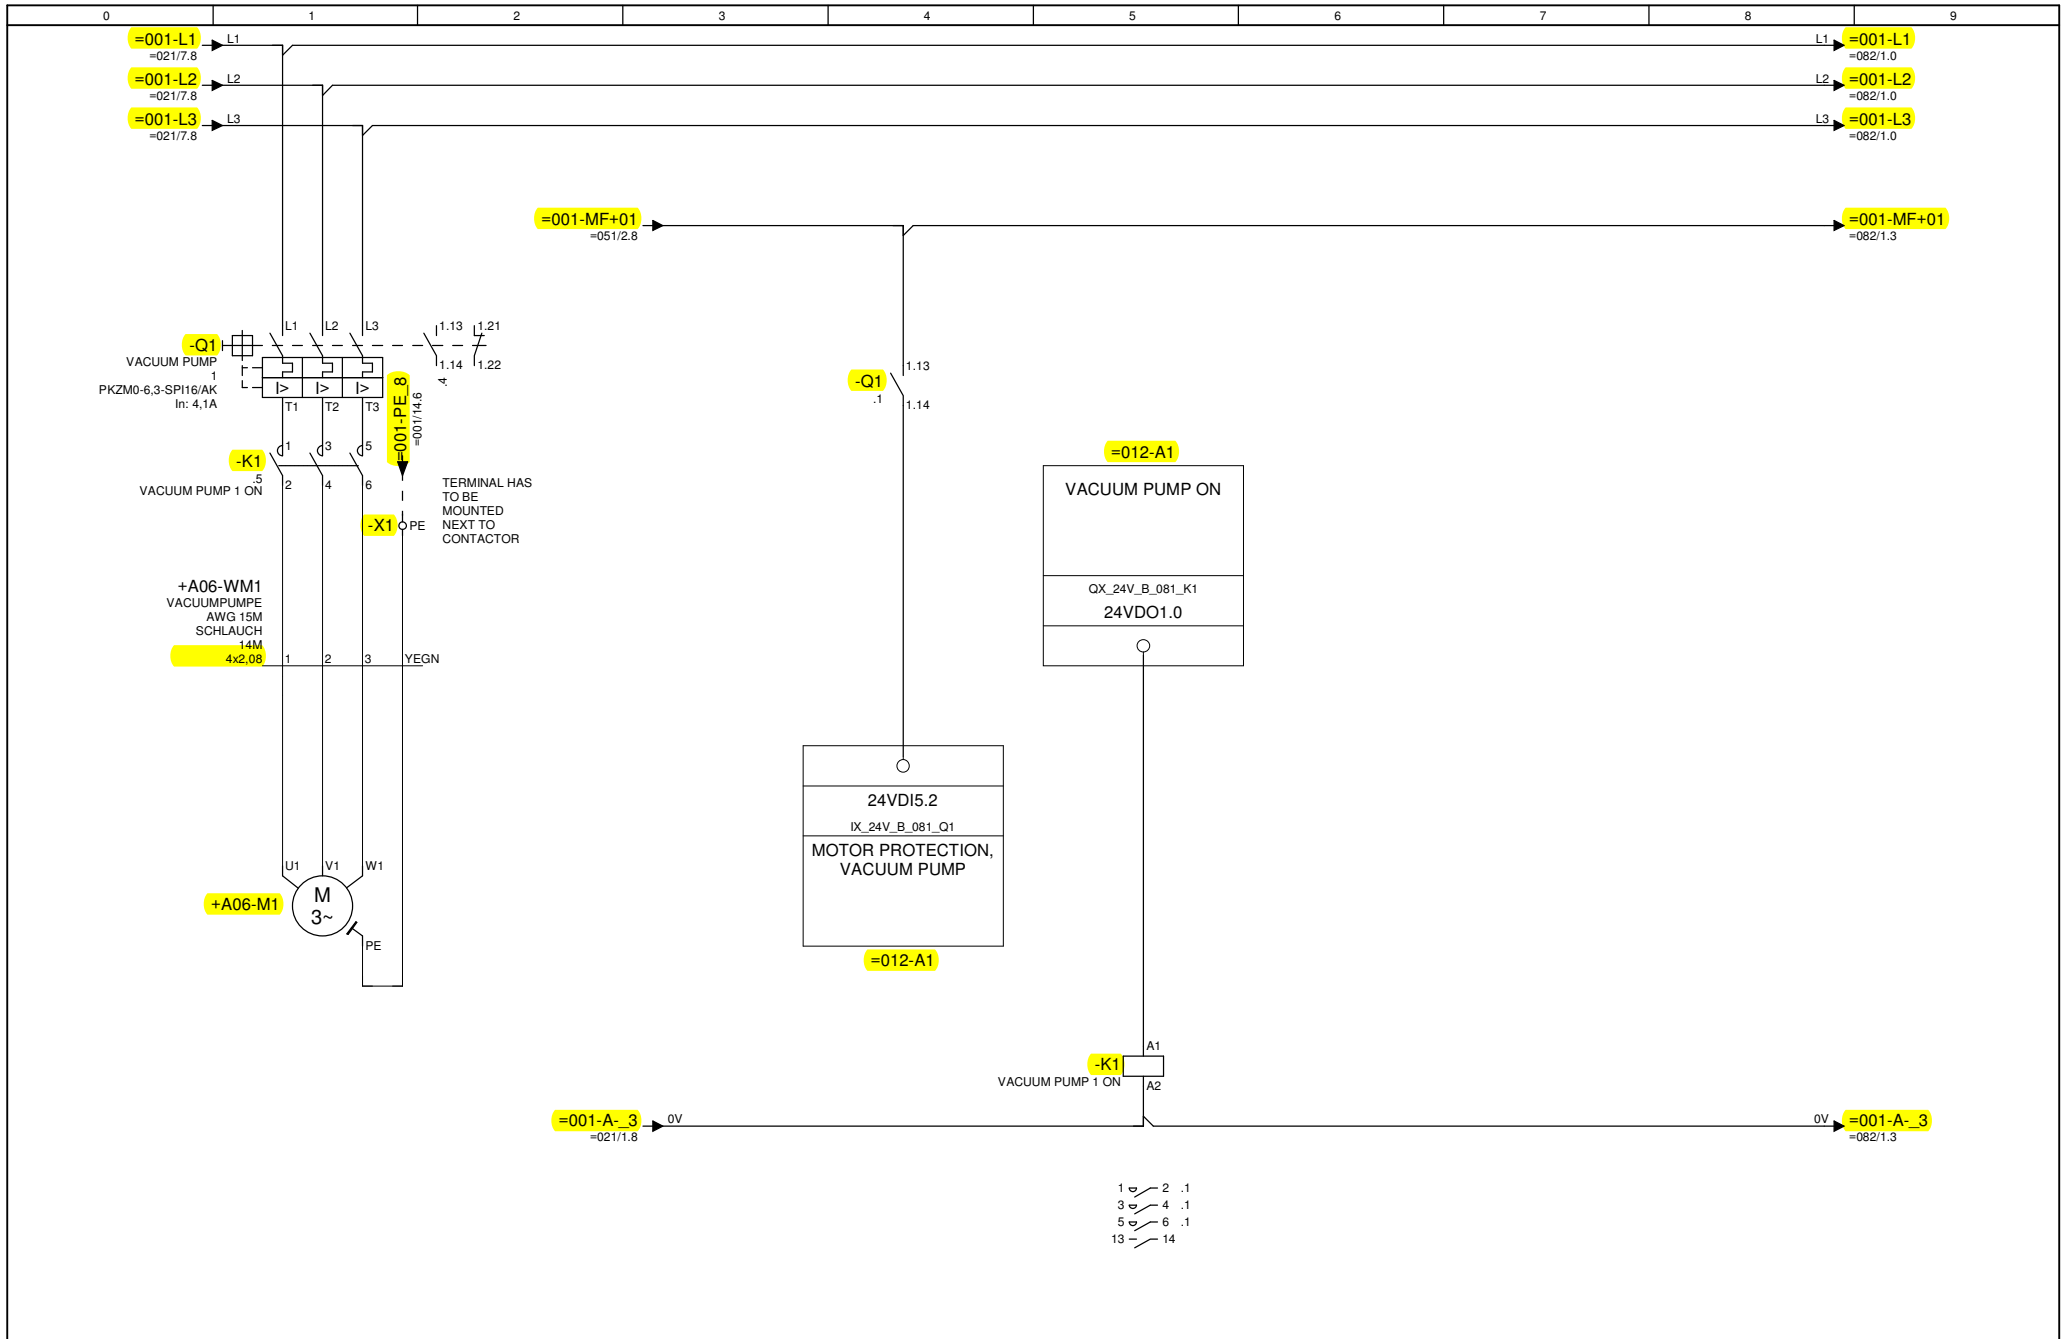 0 1 2 3 4 5 6 7 8 9
=001-L1 L1 L1 =001-L1
=021/7.8 =082/1.0
=001-L2 L2 L2 =001-L2
=021/7.8 =082/1.0
=001-L3 L3 L3 =001-L3
=021/7.8 =082/1.0
=001-MF+01 =001-MF+01
=051/2.8 =082/1.3
L1 L2 L3 1.13 1.21
-Q1
VACUUM PUMP
1
PKZM0-6,3-SPI16/AK
In: 4,1A
1.14 1.22
.4
I> I> I>
T1 T2 T3
=001-PE_8
=001/14.6
1.13
-Q1
.1
1.14
1 3 5
-K1
.5
VACUUM PUMP 1 ON
2 4 6
-X1 PE
TERMINAL HAS
TO BE
MOUNTED
NEXT TO
CONTACTOR
=012-A1
VACUUM PUMP ON
QX_24V_B_081_K1
24VDO1.0
+A06-WM1
VACUUMPUMPE
AWG 15M
SCHLAUCH
14M
4x2,08 1 2 3 YEGN
24VDI5.2
IX_24V_B_081_Q1
MOTOR PROTECTION,
VACUUM PUMP
=012-A1
U1 V1 W1
+A06-M1
M
3~
PE
A1
-K1
VACUUM PUMP 1 ON
A2
=001-A-_3 0V 0V =001-A-_3
=021/1.8 =082/1.3
1 2 .1
3 4 .1
5 6 .1
13 14